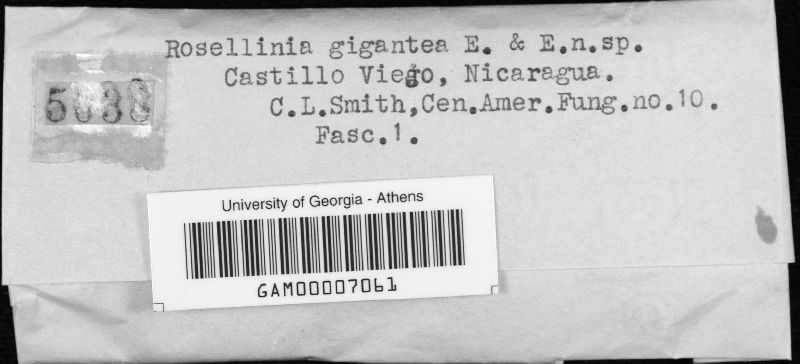 Rosellinia gigantea E. & E.n.sp.
Castillo Viego, Nicaragua.
C.L.Smith,Cen.Amer.Fung.no.10.
Fasc.1.
University of Georgia - Athens
GAM00007061